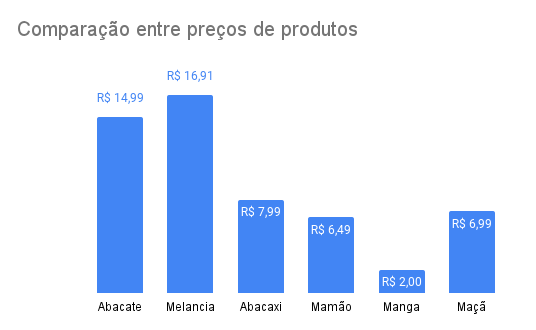 Comparação entre preços de produtos
R$ 16,91
R$ 14,99
R$ 7,99
R$ 6,99
R$ 6,49
R$ 2,00
Abacate Melancia Abacaxi Mamão Manga Maçã